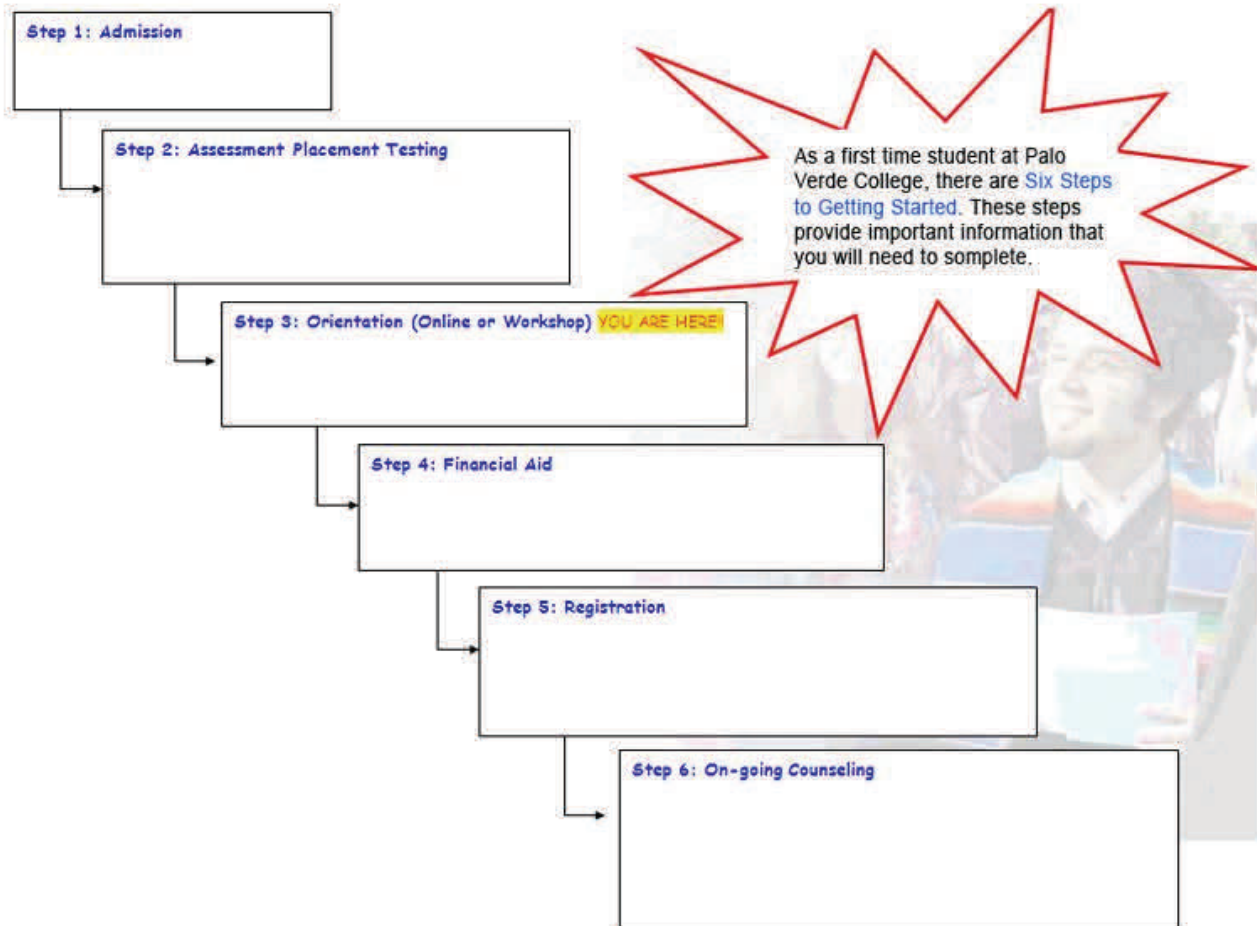 Step 1: Admission
Step 2: Assessment Placement Testing
As a first time student at Palo
Verde College, there are Six Steps
to Getting Started. These steps
provide important information that
you will need to somplete.
Step 3: Orientation (Online or Workshop) YOU ARE HERE!!
Step 4: Financial Aid
Step 5: Registration
Step 6: On-going Counseling